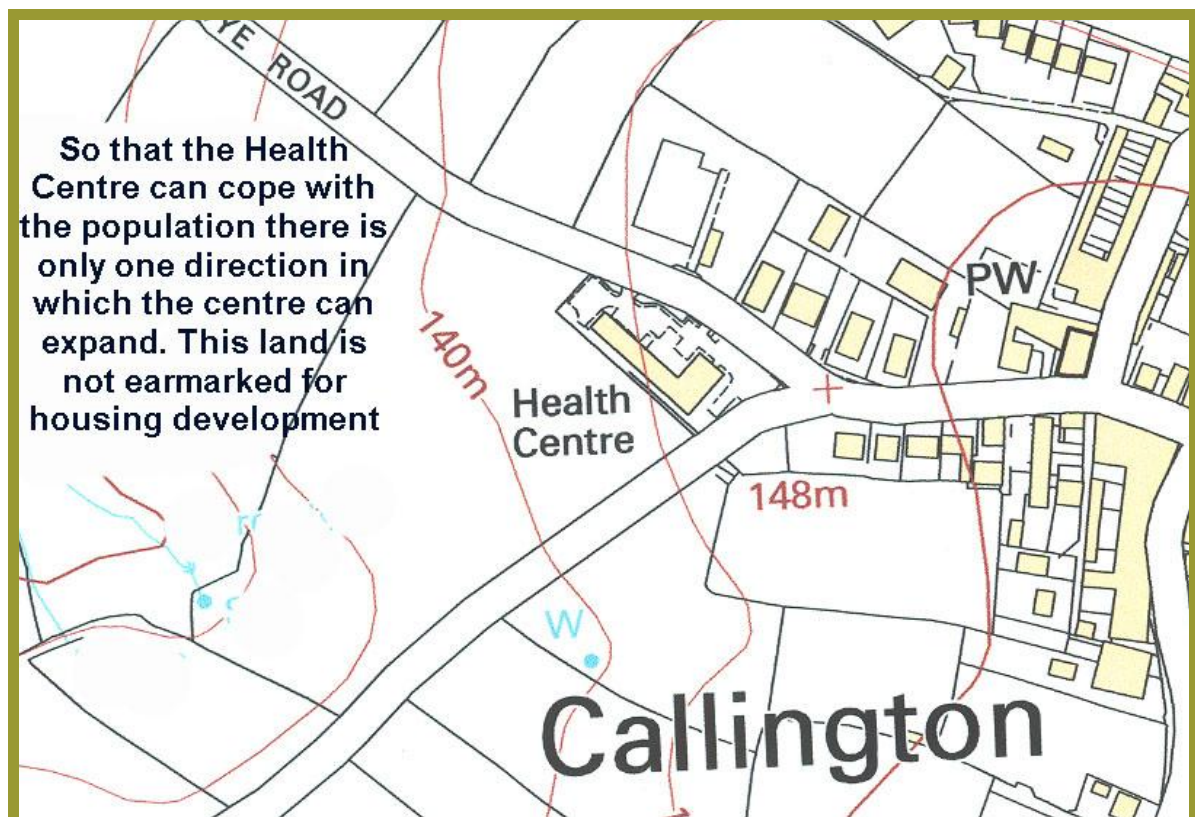 YE ROAD
So that the Health
Centre can cope with
the population there is
only one direction in
which the centre can
expand. This land is
not earmarked for
housing development
PW
140m
Health
Centre
148m
W
Callington